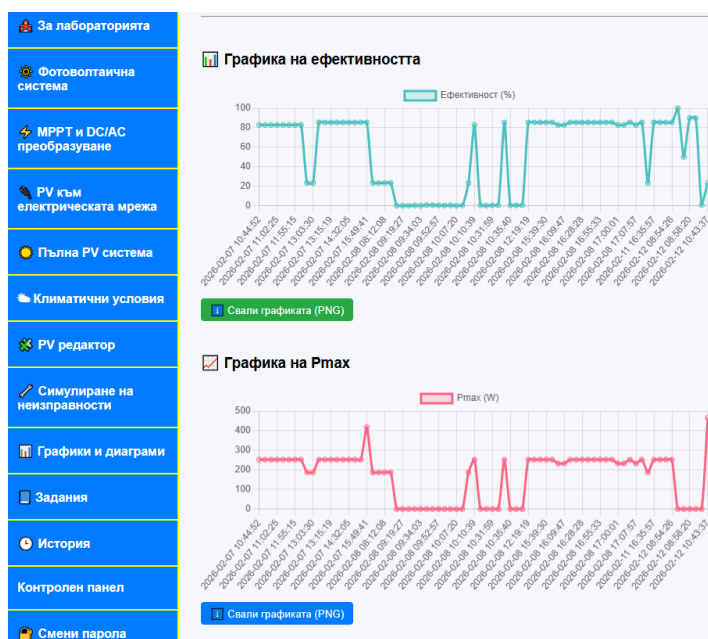 За лабораторията
Фотоволтаична
система
MPPT и DC/AC
преобразуване
PV към
електрическата мрежа
Пълна PV система
Климатични условия
PV редактор
Симулиране на
неизправности
Графики и диаграми
Задания
История
Контролен панел
Смени парола
Графика на ефективността
Ефективност (%)
100
80
60
40
20
0
2026-02-07 10:44:52
2026-02-07 11:02:25
2026-02-07 11:55:15
2026-02-07 13:03:30
2026-02-07 13:15:19
2026-02-07 14:32:05
2026-02-07 15:49:41
2026-02-08 08:12:08
2026-02-08 09:19:27
2026-02-08 09:34:03
2026-02-08 09:52:57
2026-02-08 10:07:20
2026-02-08 10:10:39
2026-02-08 10:31:59
2026-02-08 10:35:40
2026-02-08 12:19:19
2026-02-08 15:39:30
2026-02-08 16:09:47
2026-02-08 16:28:28
2026-02-08 16:55:33
2026-02-08 17:00:01
2026-02-08 17:07:57
2026-02-11 16:35:57
2026-02-12 08:54:26
2026-02-12 08:58:20
2026-02-12 10:43:37
Свали графиката (PNG)
Графика на Pmax
Pmax (W)
500
400
300
200
100
0
2026-02-07 10:44:52
2026-02-07 11:02:25
2026-02-07 11:55:15
2026-02-07 13:03:30
2026-02-07 13:15:19
2026-02-07 14:32:05
2026-02-07 15:49:41
2026-02-08 08:12:08
2026-02-08 09:19:27
2026-02-08 09:34:03
2026-02-08 09:52:57
2026-02-08 10:07:20
2026-02-08 10:10:39
2026-02-08 10:31:59
2026-02-08 10:35:40
2026-02-08 12:19:19
2026-02-08 15:39:30
2026-02-08 16:09:47
2026-02-08 16:28:28
2026-02-08 16:55:33
2026-02-08 17:00:01
2026-02-08 17:07:57
2026-02-11 16:35:57
2026-02-12 08:54:26
2026-02-12 08:58:20
2026-02-12 10:43:37
Свали графиката (PNG)